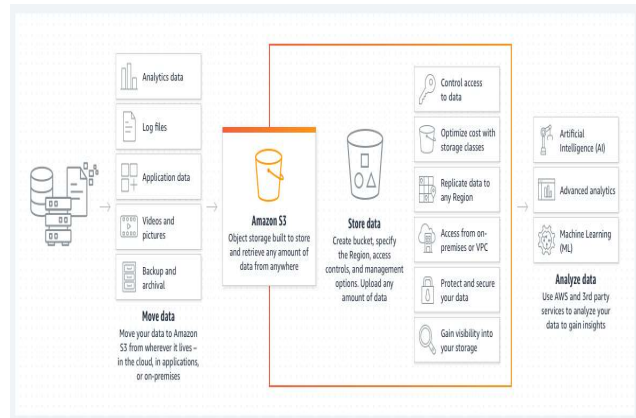 Analytics data
Log files
Application data
Videos and
pictures
Backup and
archival
Move data
Move your data to Amazon
S3 from wherever it lives –
in the cloud, in applications,
or on-premises
Amazon S3
Object storage built to store
and retrieve any amount of
data from anywhere
Store data
Create bucket, specify
the Region, access
controls, and management
options. Upload any
amount of data
Control access
to data
Optimize cost with
storage classes
Replicate data to
any Region
Access from on-
premises or VPC
Protect and secure
your data
Gain visibility into
your storage
Artificial
Intelligence (AI)
Advanced analytics
Machine Learning
(ML)
Analyze data
Use AWS and 3rd party
services to analyze your
data to gain insights